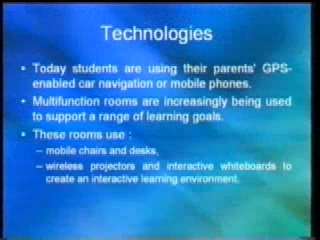 Technologies
• Today students are using their parents' GPS-
enabled car navigation or mobile phones.
• Multifunction rooms are increasingly being used
to support a range of learning goals.
• These rooms use :
– mobile chairs and desks,
– wireless projectors and interactive whiteboards to
create an interactive learning environment.